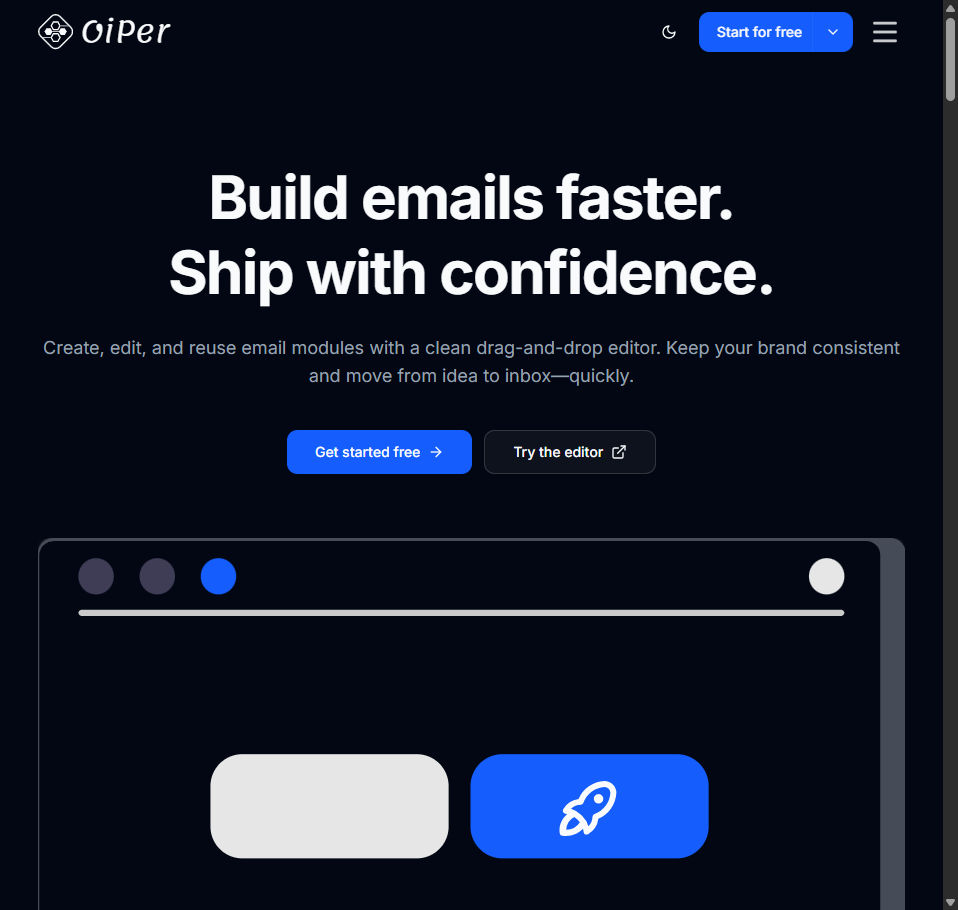 OiPer
Start for free
Build emails faster.
Ship with confidence.
Create, edit, and reuse email modules with a clean drag-and-drop editor. Keep your brand consistent
and move from idea to inbox—quickly.
Get started free
Try the editor